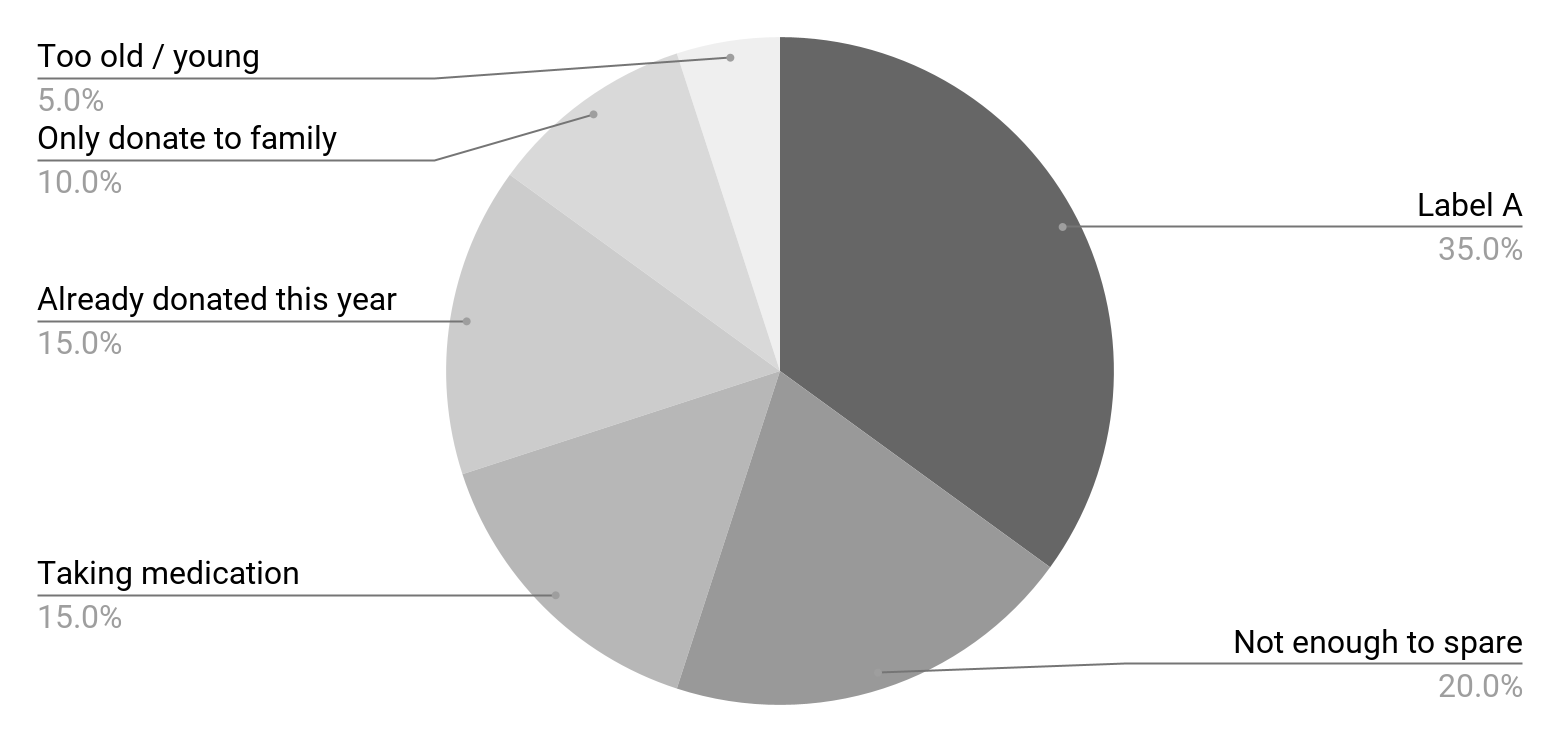 Too old / young
5.0%
Only donate to family
10.0%
Already donated this year
15.0%
Taking medication
15.0%
Label A
35.0%
Not enough to spare
20.0%